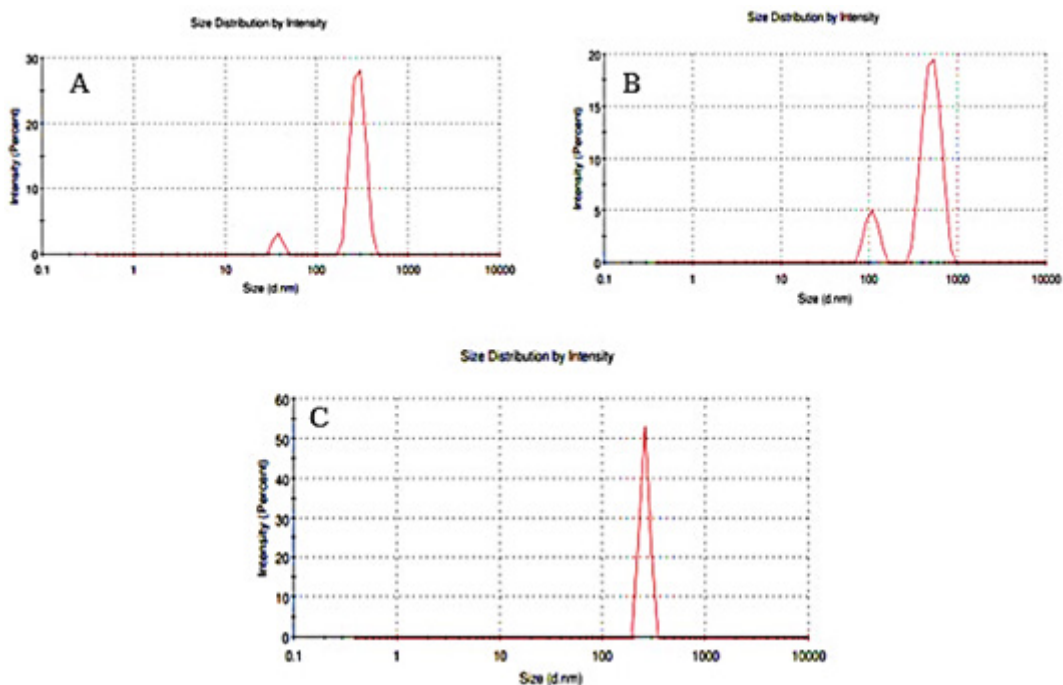 Size Distribution by Intensity
A
Intensity (Percent)
30
20
10
0
0.1 1 10 100 1000 10000
Size (d.nm)
Size Distribution by Intensity
B
Intensity (Percent)
20
15
10
5
0
0.1 1 10 100 1000 10000
Size (d.nm)
Size Distribution by Intensity
C
Intensity (Percent)
60
50
40
30
20
10
0
0.1 1 10 100 1000 10000
Size (d.nm)